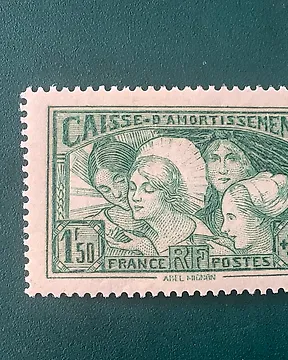 CAISSE-D'AMORTISSEMEN
1F50
FRANCE RF POSTES +
ABEL MIGNON